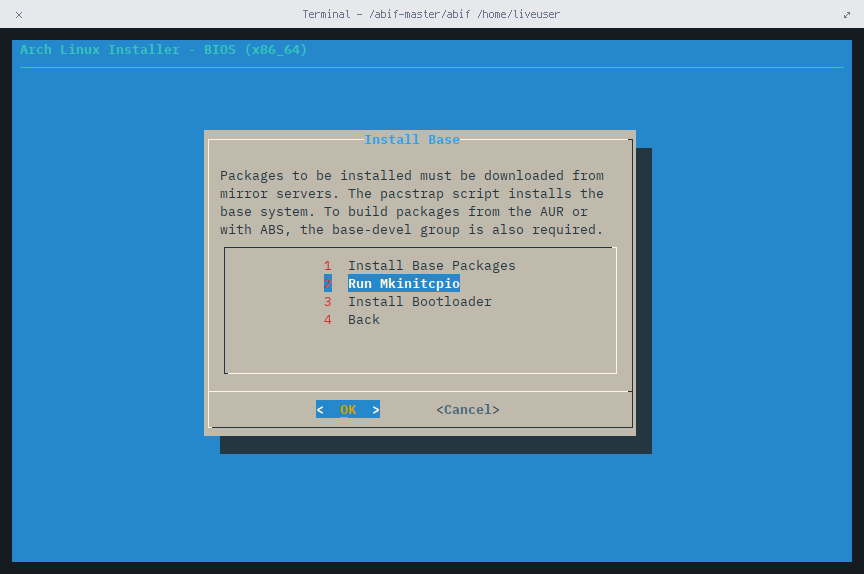 Terminal - /abif-master/abif /home/liveuser
Arch Linux Installer - BIOS (x86_64)
Install Base
Packages to be installed must be downloaded from
mirror servers. The pacstrap script installs the
base system. To build packages from the AUR or
with ABS, the base-devel group is also required.
1 Install Base Packages
2 Run Mkinitcpio
3 Install Bootloader
4 Back
< OK > <Cancel>